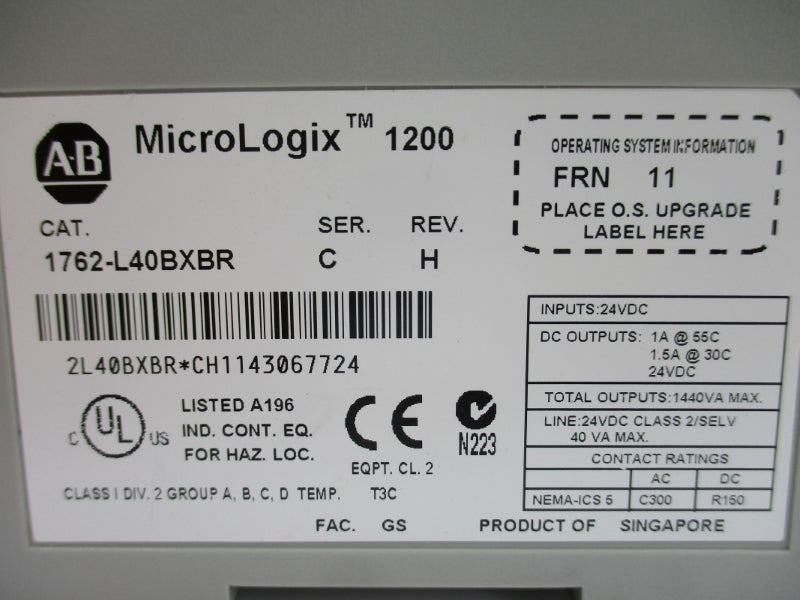 A·B
MicroLogix™ 1200
OPERATING SYSTEM INFORMATION
FRN 11
PLACE O.S. UPGRADE
LABEL HERE
CAT. SER. REV.
1762-L40BXBR C H
2L40BXBR*CH1143067724
INPUTS:24VDC
DC OUTPUTS: 1A @ 55C
1.5A @ 30C
24VDC
TOTAL OUTPUTS:1440VA MAX.
LINE:24VDC CLASS 2/SELV
40 VA MAX.
CONTACT RATINGS
AC DC
NEMA-ICS 5 C300 R150
C UL US
LISTED A196
IND. CONT. EQ.
FOR HAZ. LOC.
CE
EQPT. CL. 2
N223
CLASS I DIV. 2 GROUP A, B, C, D TEMP. T3C
FAC. GS PRODUCT OF SINGAPORE